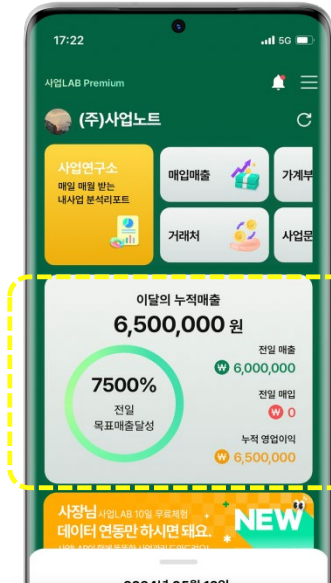 17:22
5G
사업LAB Premium
(주)사업노트
사업연구소
매일 매월 받는
내사업 분석리포트
매입매출
가계부
거래처
사업문
이달의 누적매출
6,500,000 원
7500%
전일
목표매출달성
전일 매출
₩ 6,000,000
전일 매입
₩ 0
누적 영업이익
₩ 6,500,000
사장님 사업LAB 10일 무료체험
데이터 연동만 하시면 돼요.
NEW